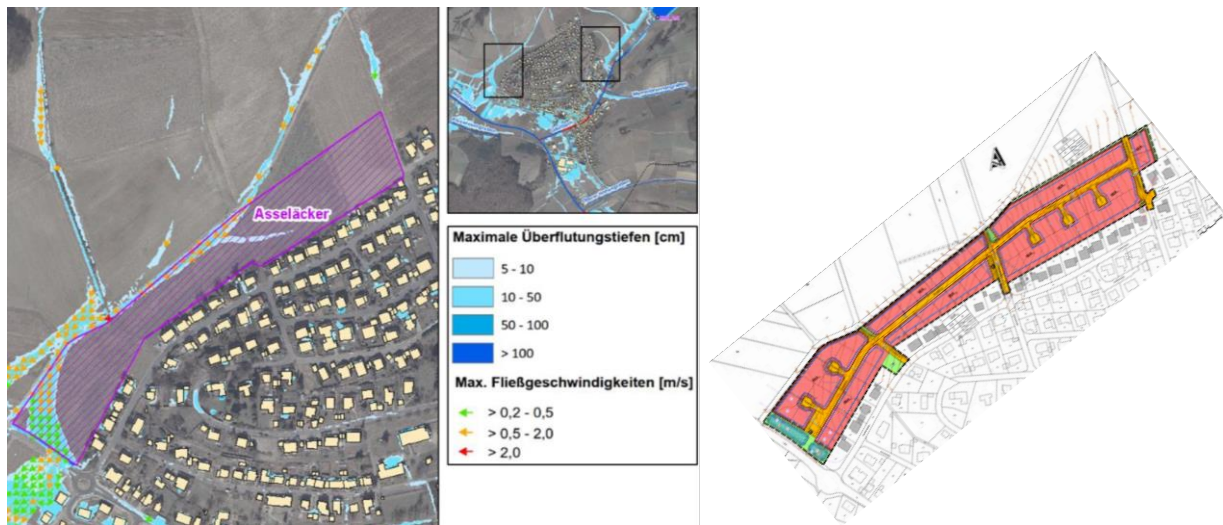 Asseläcker
Maximale Überflutungstiefen [cm]
5 - 10
10 - 50
50 - 100
> 100
Max. Fließgeschwindigkeiten [m/s]
> 0,2 - 0,5
> 0,5 - 2,0
> 2,0